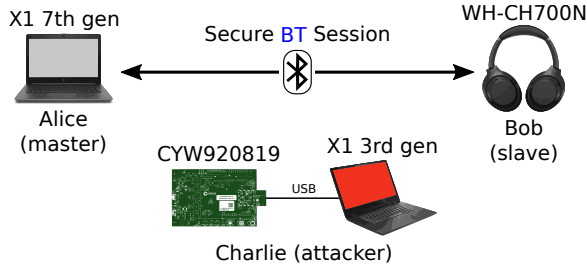 X1 7th gen
Secure BT Session
WH-CH700N
Alice
(master)
Bob
(slave)
CYW920819
X1 3rd gen
USB
Charlie (attacker)